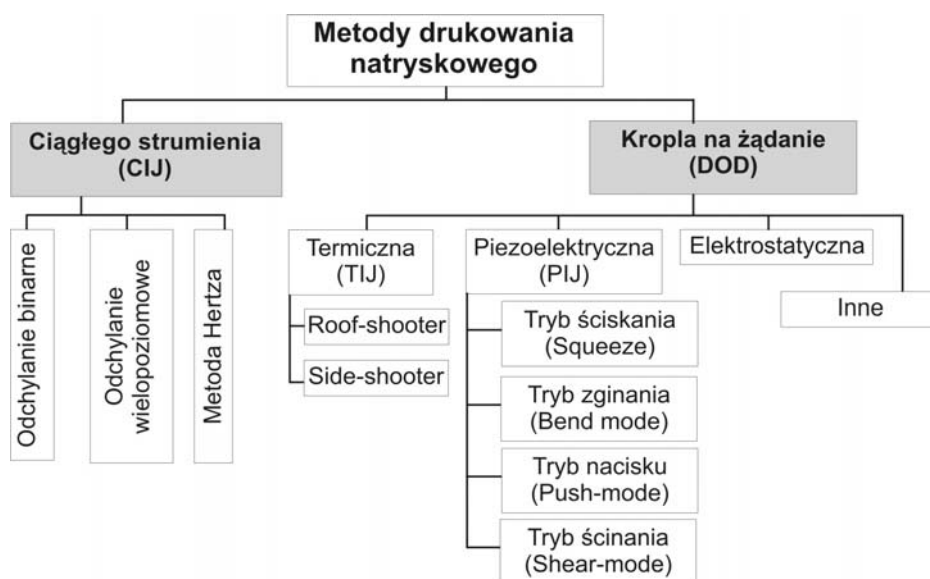 Metody drukowania
natryskowego
Ciągłego strumienia
(CIJ)
Kropla na żądanie
(DOD)
Odchylanie binarne
Odchylanie
wielopoziomowe
Metoda Hertza
Termiczna
(TIJ)
Roof-shooter
Side-shooter
Piezoelektryczna
(PIJ)
Tryb ściskania
(Squeeze)
Tryb zginania
(Bend mode)
Tryb nacisku
(Push-mode)
Tryb ścinania
(Shear-mode)
Elektrostatyczna
Inne